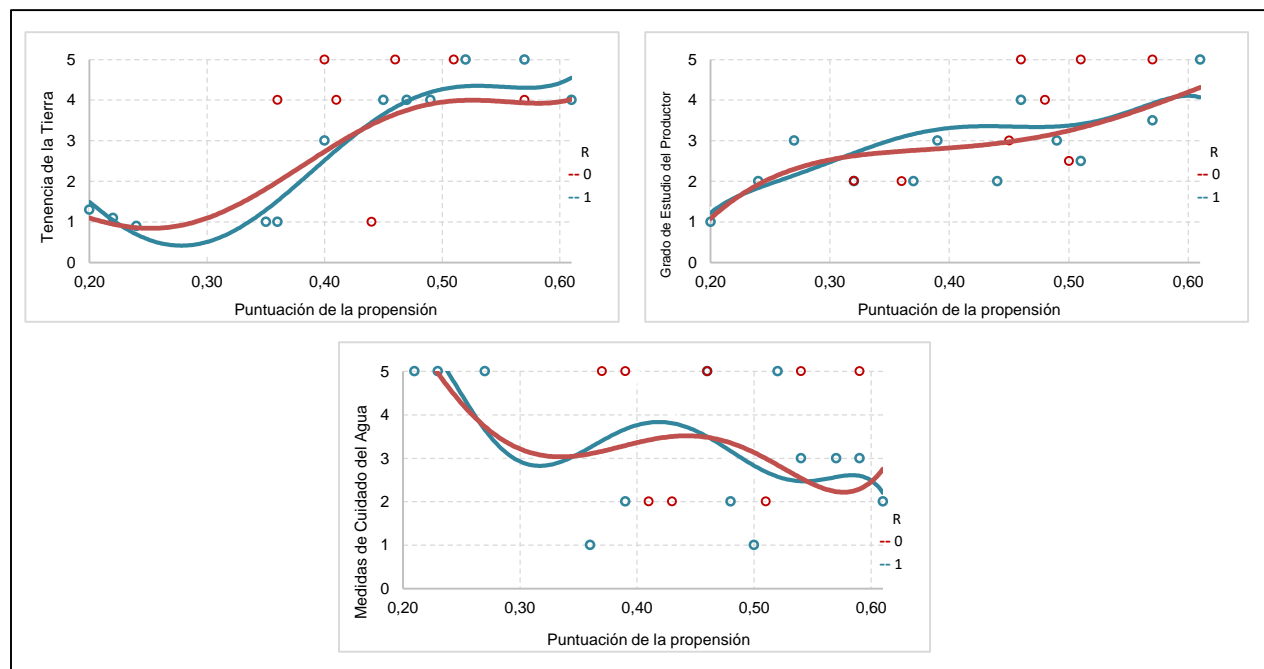 Tenencia de la Tierra
5
4
3
2
1
0
0,20 0,30 0,40 0,50 0,60
Puntuación de la propensión
R
0
1
Grado de Estudio del Productor
5
4
3
2
1
0
0,20 0,30 0,40 0,50 0,60
Puntuación de la propensión
R
0
1
Medidas de Cuidado del Agua
5
4
3
2
1
0
0,20 0,30 0,40 0,50 0,60
Puntuación de la propensión
R
0
1